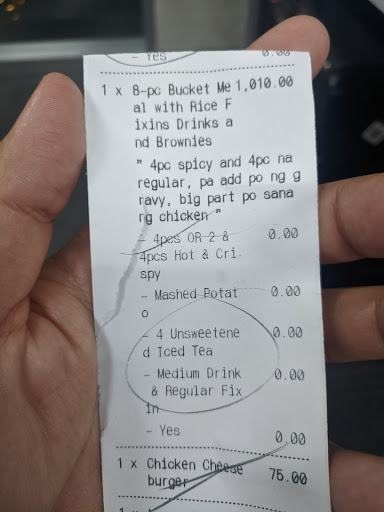 - Yes 0.00
1 x 8-pc Bucket Me 1,010.00
al with Rice F
ixins Drinks a
nd Brownies
" 4pc spicy and 4pc na
regular, pa add po ng g
ravy, big part po sana
ng chicken "
- 4pcs OR 2 & 0.00
4pcs Hot & Cri
spy
- Mashed Potat 0.00
o
- 4 Unsweetene 0.00
d Iced Tea
- Medium Drink 0.00
& Regular Fix
in
- Yes 0.00
1 x Chicken Cheese 75.00
burger